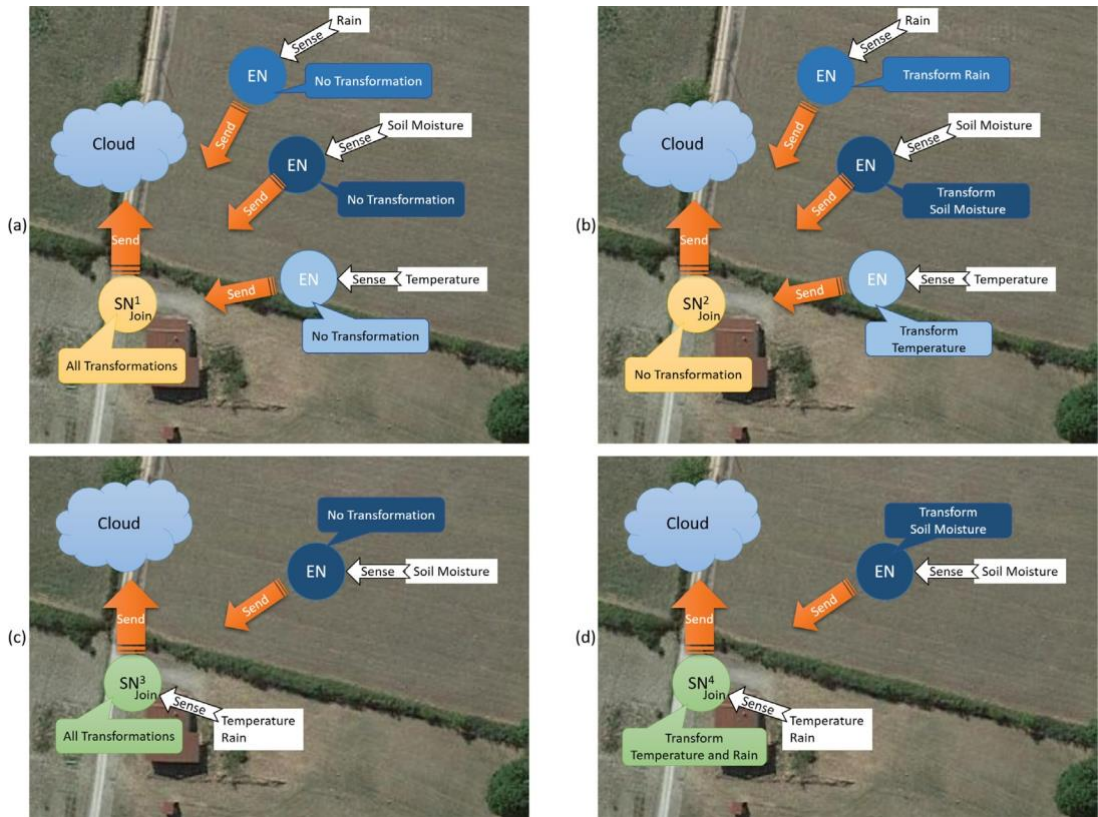 (a)
Rain
Sense
EN
No Transformation
Send
Cloud
Soil Moisture
Sense
EN
No Transformation
Send
Send
EN
Sense
Temperature
Send
No Transformation
SN¹
Join
All Transformations
(b)
Rain
Sense
EN
Transform Rain
Send
Cloud
Soil Moisture
Sense
EN
Transform
Soil Moisture
Send
Send
EN
Sense
Temperature
Send
Transform
Temperature
SN²
Join
No Transformation
(c)
Cloud
No Transformation
EN
Sense
Soil Moisture
Send
Send
SN³
Join
Sense
Temperature
Rain
All Transformations
(d)
Cloud
Transform
Soil Moisture
EN
Sense
Soil Moisture
Send
Send
SN⁴
Join
Sense
Temperature
Rain
Transform
Temperature and Rain